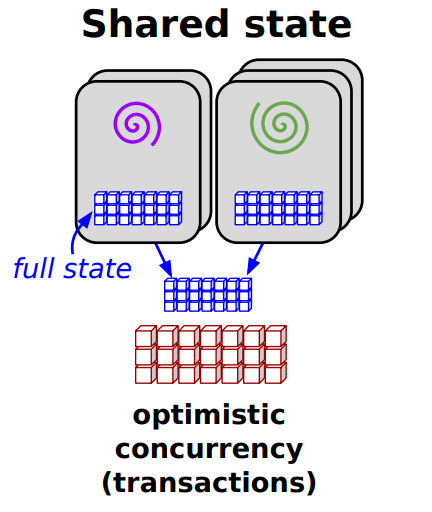 Shared state
full state
optimistic
concurrency
(transactions)